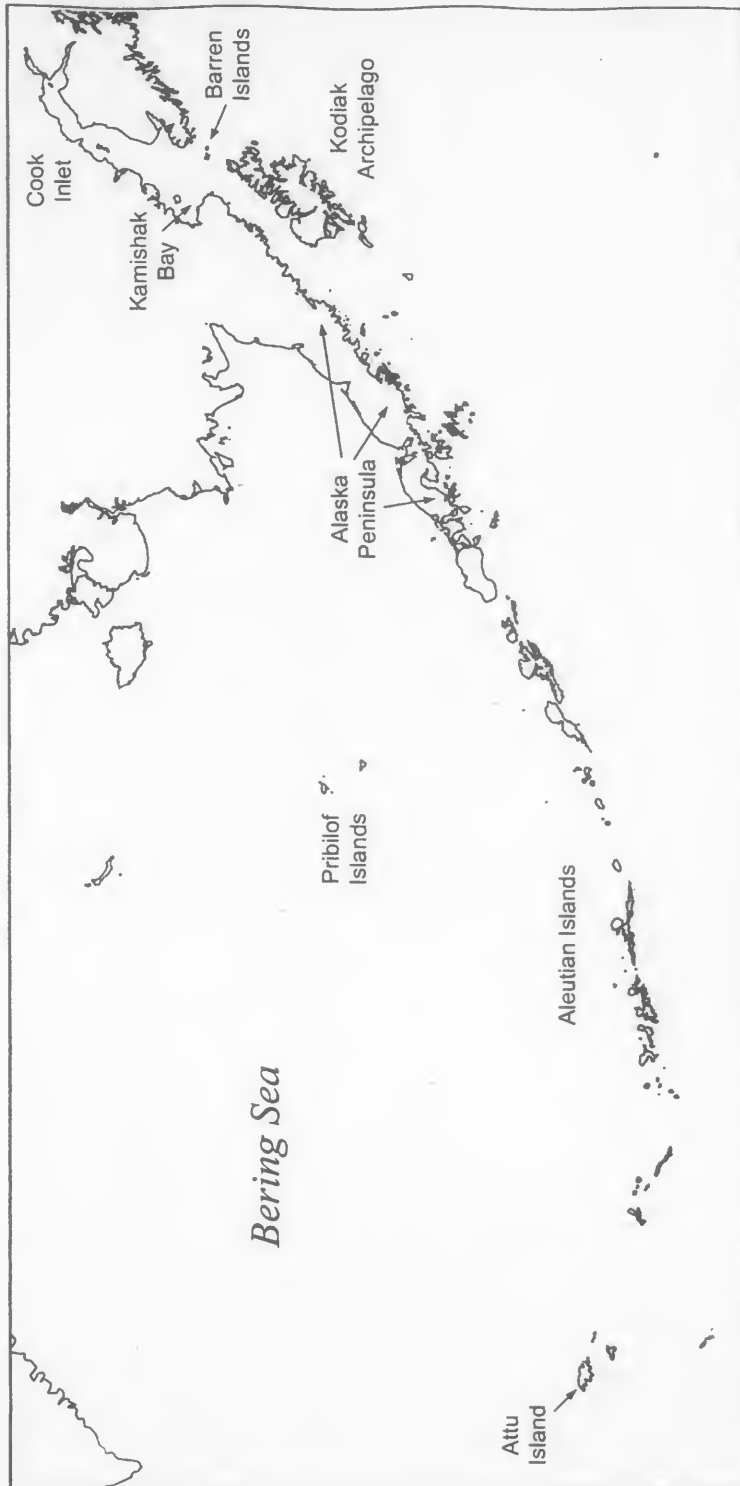 Cook
Inlet
Barren
Islands
Kamishak
Bay
Kodiak
Archipelago
Alaska
Peninsula
Pribilof
Islands
Bering Sea
Aleutian Islands
Attu
Island